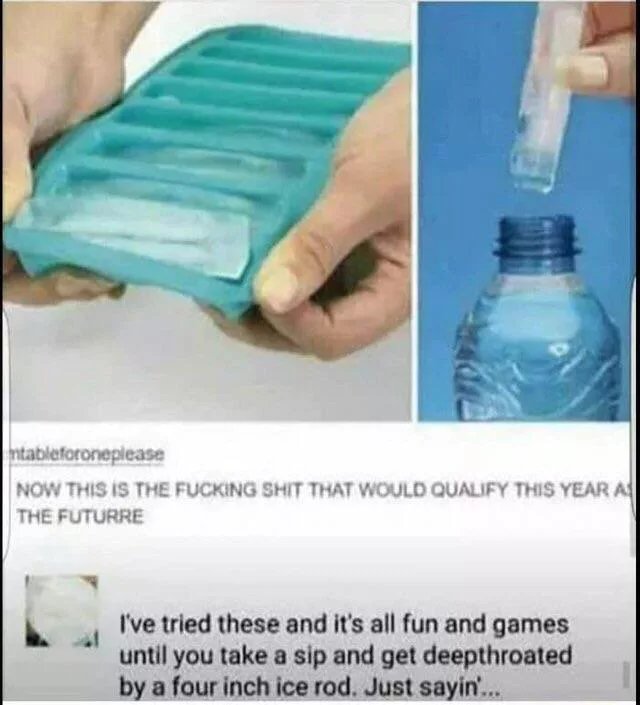 mtableforoneplease
NOW THIS IS THE FUCKING SHIT THAT WOULD QUALIFY THIS YEAR AS
THE FUTURRE
I've tried these and it's all fun and games
until you take a sip and get deepthroated
by a four inch ice rod. Just sayin'...